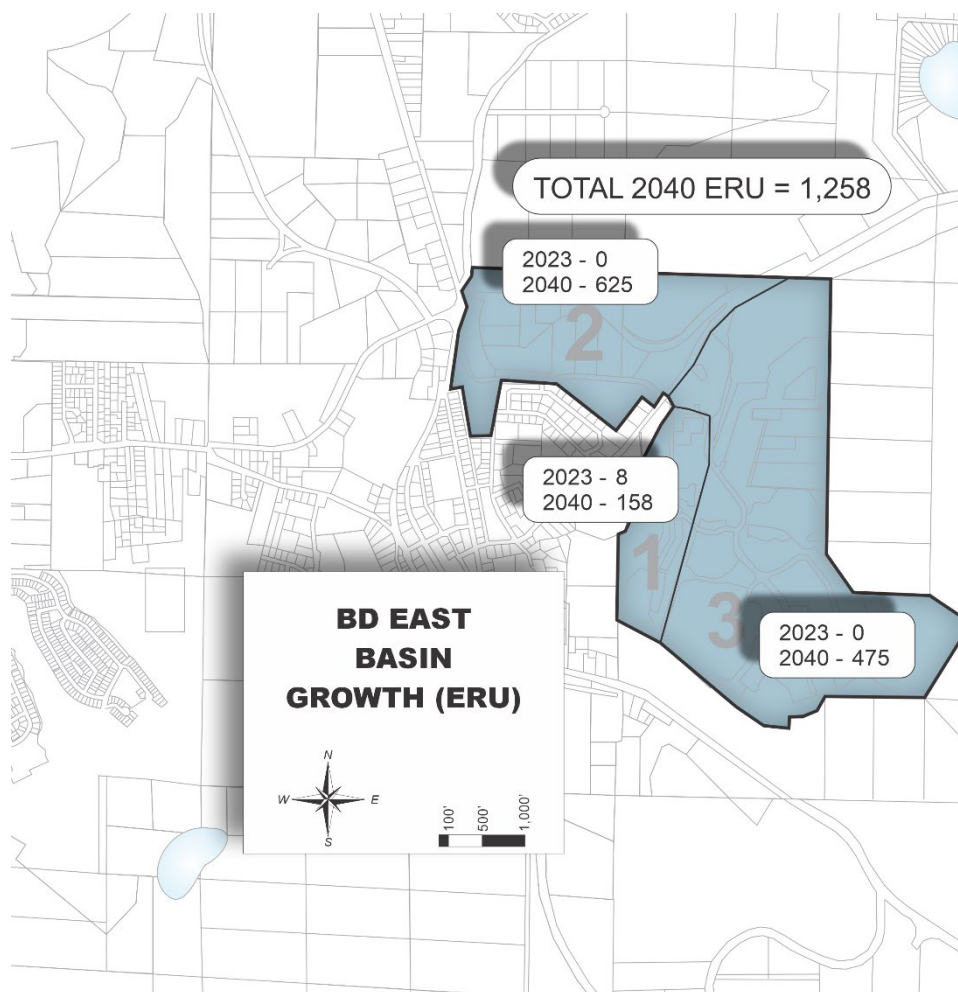 TOTAL 2040 ERU = 1,258
2023 - 0
2040 - 625
2
2023 - 8
2040 - 158
1
3
2023 - 0
2040 - 475
BD EAST
BASIN
GROWTH (ERU)
N
W
E
S
100'
500'
1,000'